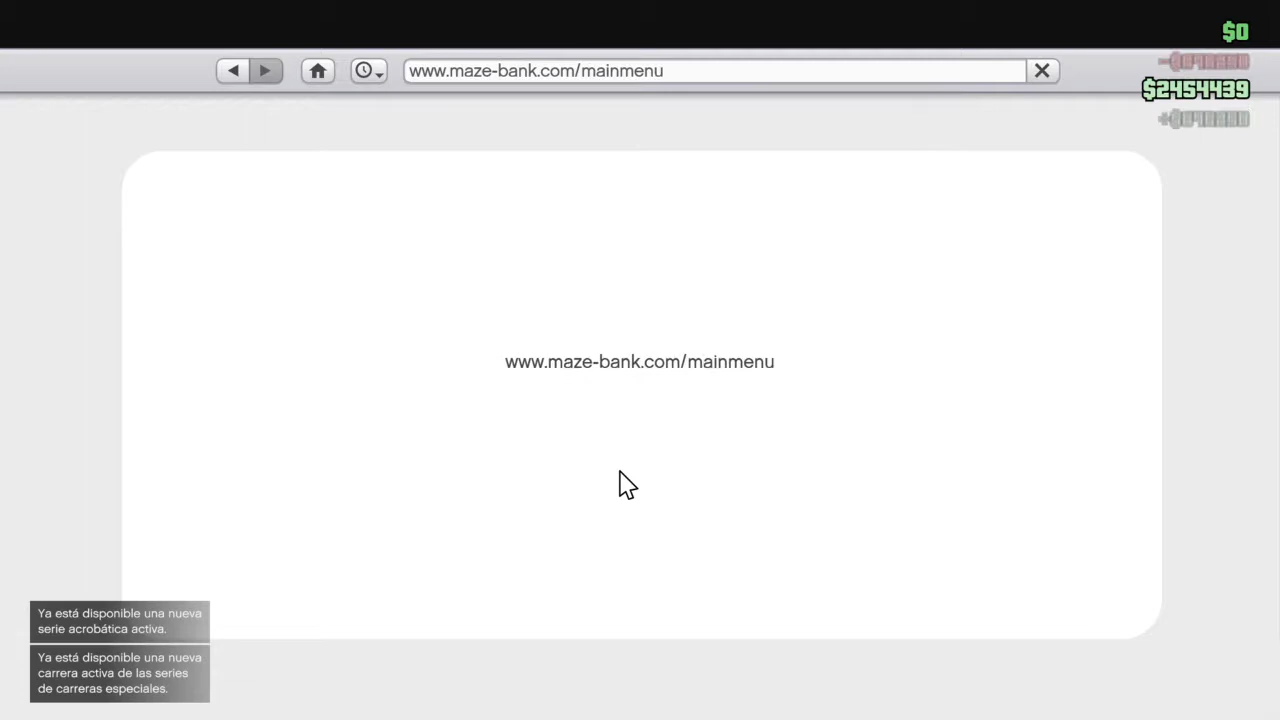 $0
www.maze-bank.com/mainmenu
$2454439
www.maze-bank.com/mainmenu
Ya está disponible una nueva
serie acrobática activa.
Ya está disponible una nueva
carrera activa de las series
de carreras especiales.